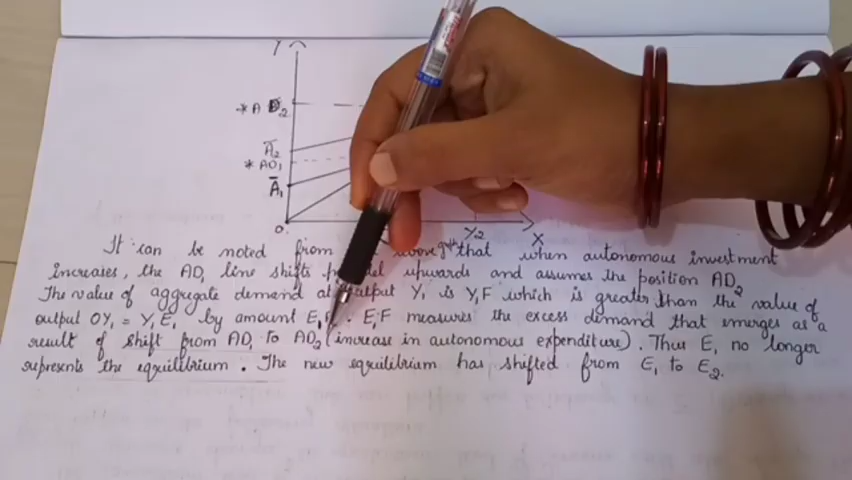 Y
* AD2
A̅2
* AD1
A̅1
O
Y2
X
It can be noted from above that when autonomous investment
increases, the AD1 line shifts upwards and assumes the position AD2
The value of aggregate demand at output Y1 is Y1F which is greater than the value of
output OY1 = Y1E1 by amount E1F. E1F measures the excess demand that emerges as a
result of shift from AD1 to AD2 (increase in autonomous expenditure). Thus E1 no longer
represents the equilibrium. The new equilibrium has shifted from E1 to E2.